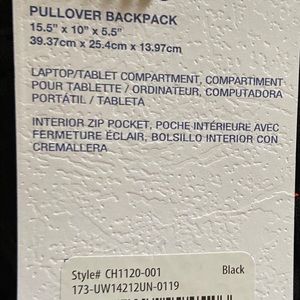 PULLOVER BACKPACK
15.5" x 10" x 5.5"
39.37cm x 25.4cm x 13.97cm
LAPTOP/TABLET COMPARTMENT, COMPARTIMENT
POUR TABLETTE / ORDINATEUR, COMPUTADORA
PORTÁTIL / TABLETA
INTERIOR ZIP POCKET, POCHE INTÉRIEURE AVEC
FERMETURE ÉCLAIR, BOLSILLO INTERIOR CON
CREMALLERA
Style# CH1120-001 Black
173-UW14212UN-0119